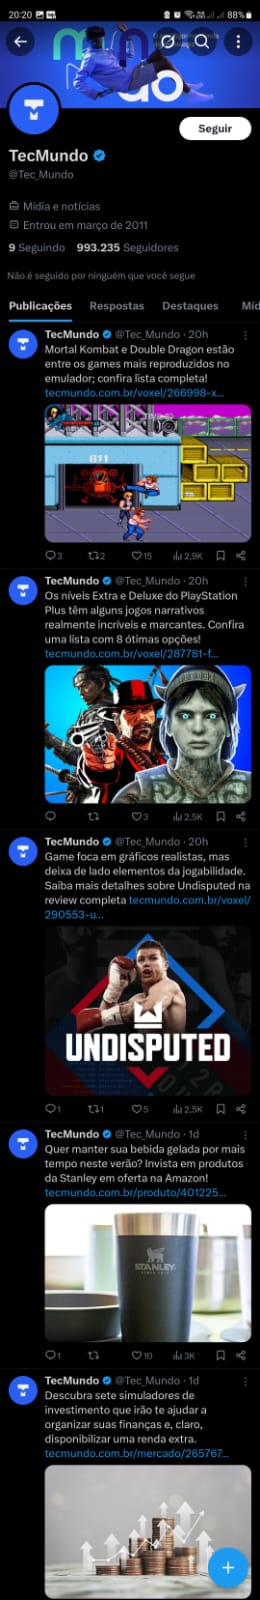 20:20
88%
Seguir
TecMundo
@Tec_Mundo
Mídia e notícias
Entrou em março de 2011
9 Seguindo 993.235 Seguidores
Não é seguido por ninguém que você segue
Publicações Respostas Destaques Míd
TecMundo @Tec_Mundo · 20h
Mortal Kombat e Double Dragon estão
entre os games mais reproduzidos no
emulador; confira lista completa!
tecmundo.com.br/voxel/266998-x...
811
3 2 15 2,9K
TecMundo @Tec_Mundo · 20h
Os níveis Extra e Deluxe do PlayStation
Plus têm alguns jogos narrativos
realmente incríveis e marcantes. Confira
uma lista com 8 ótimas opções!
tecmundo.com.br/voxel/287781-f...
3 2,5K
TecMundo @Tec_Mundo · 20h
Game foca em gráficos realistas, mas
deixa de lado elementos da jogabilidade.
Saiba mais detalhes sobre Undisputed na
review completa tecmundo.com.br/voxel/
290553-u...
UNDISPUTED
1 1 5 2,5K
TecMundo @Tec_Mundo · 1d
Quer manter sua bebida gelada por mais
tempo neste verão? Invista em produtos
da Stanley em oferta na Amazon!
tecmundo.com.br/produto/401225...
STANLEY
1 10 3K
TecMundo @Tec_Mundo · 1d
Descubra sete simuladores de
investimento que irão te ajudar a
organizar suas finanças e, claro,
disponibilizar uma renda extra.
tecmundo.com.br/mercado/265767...